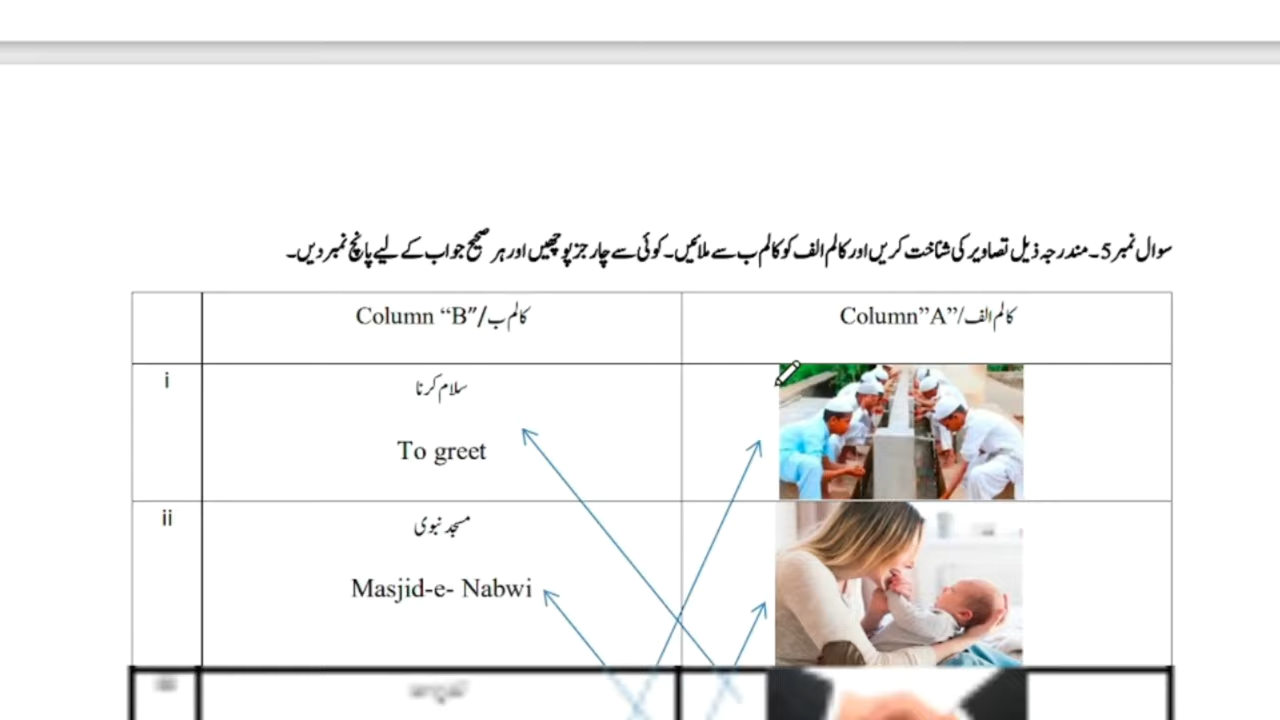 سوال نمبر 5۔ مندرجہ ذیل تصاویر کی شناخت کریں اور کالم الف کو کالم ب سے ملائیں۔ کوئی سے چار جز پوچھیں اور ہر صحیح جواب کے لیے پانچ نمبر دیں۔
Column”A”/کالم الف
Column “B”/کالم ب
i
سلام کرنا
To greet
ii
مسجد نبوی
Masjid-e- Nabwi